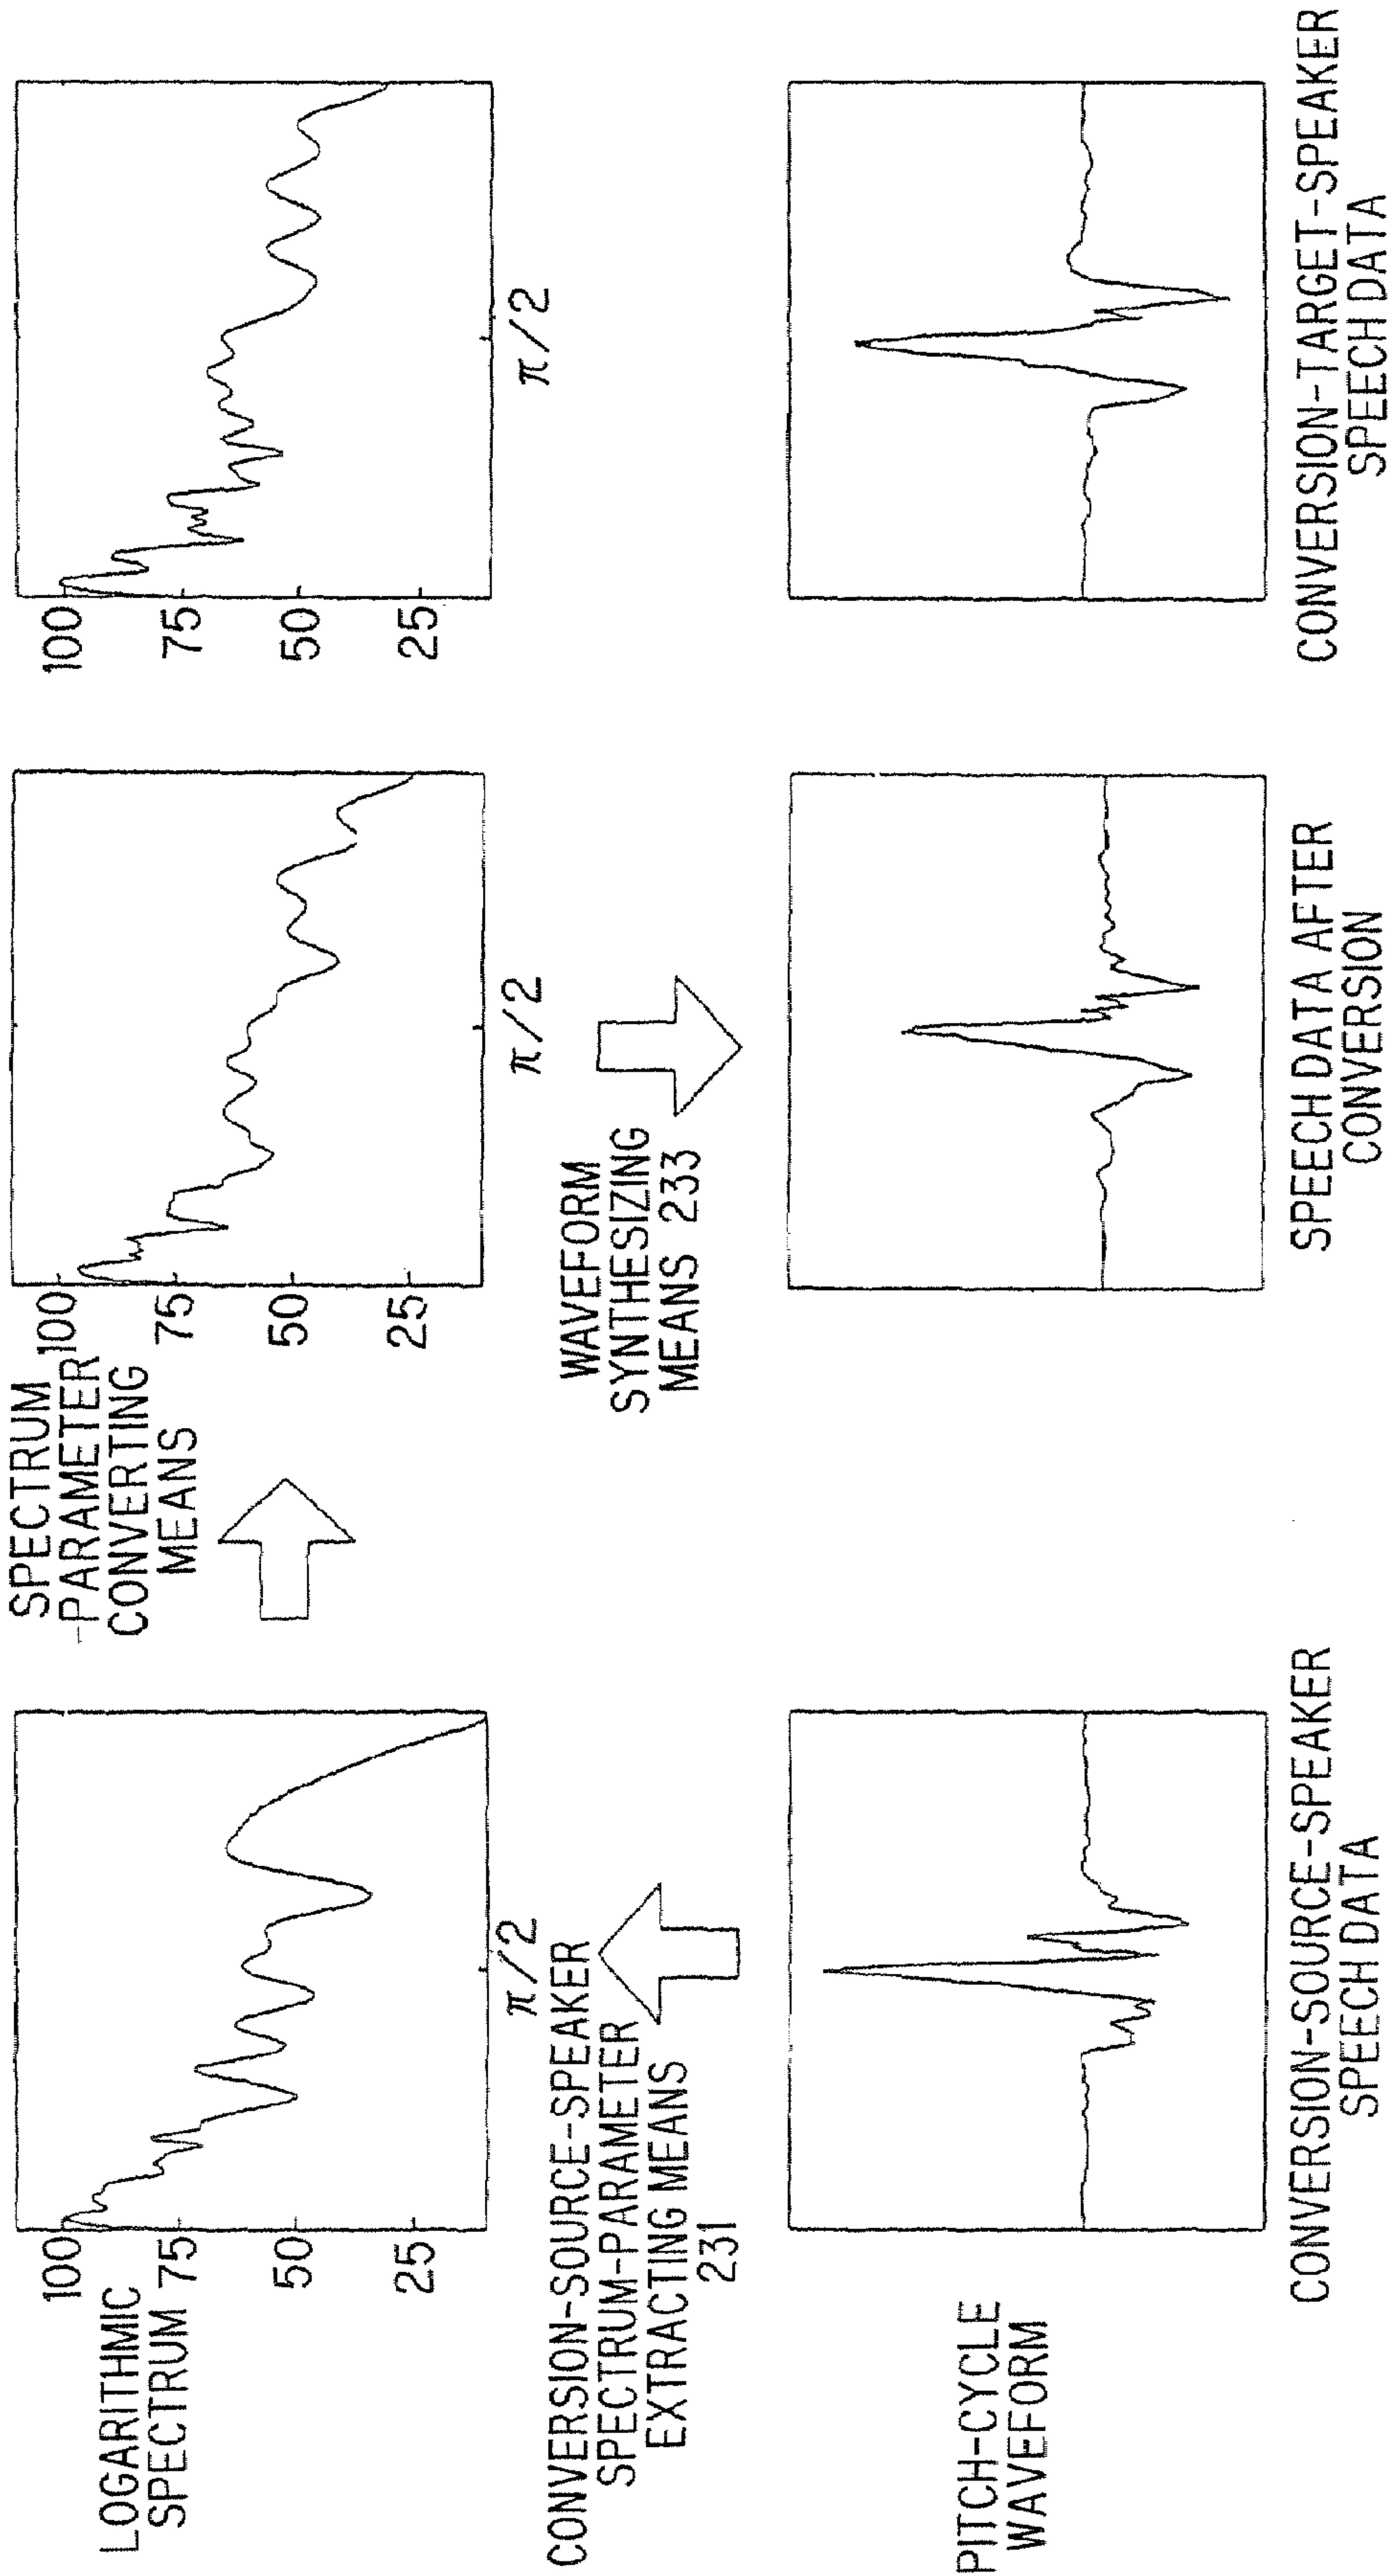 LOGARITHMIC
SPECTRUM
100
75
50
25
π/2
SPECTRUM
PARAMETER
CONVERTING
MEANS
100
75
50
25
π/2
100
75
50
25
π/2
CONVERSION-SOURCE-SPEAKER
SPECTRUM-PARAMETER
EXTRACTING MEANS
231
WAVEFORM
SYNTHESIZING
MEANS 233
PITCH-CYCLE
WAVEFORM
CONVERSION-SOURCE-SPEAKER
SPEECH DATA
SPEECH DATA AFTER
CONVERSION
CONVERSION-TARGET-SPEAKER
SPEECH DATA